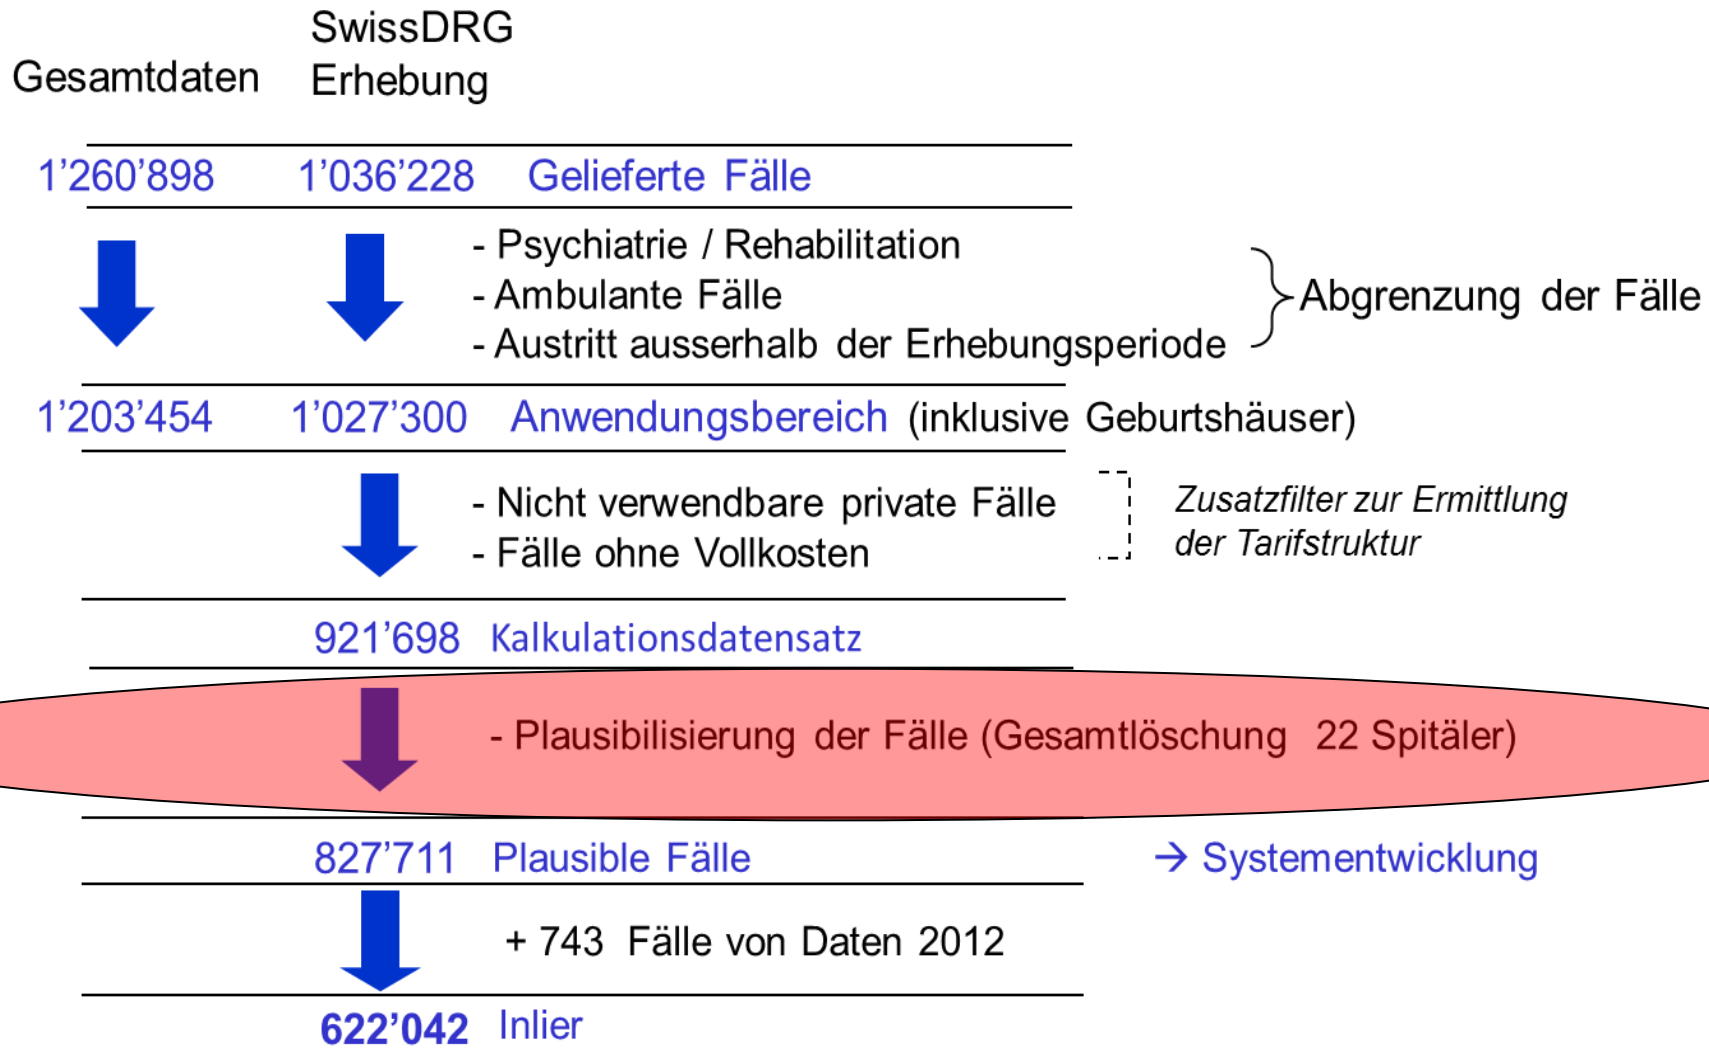 Gesamtdaten
SwissDRG
Erhebung
1’260’898 1’036’228 Gelieferte Fälle
- Psychiatrie / Rehabilitation
- Ambulante Fälle
- Austritt ausserhalb der Erhebungsperiode
Abgrenzung der Fälle
1’203’454 1’027’300 Anwendungsbereich (inklusive Geburtshäuser)
- Nicht verwendbare private Fälle
- Fälle ohne Vollkosten
Zusatzfilter zur Ermittlung
der Tarifstruktur
921’698 Kalkulationsdatensatz
- Plausibilisierung der Fälle (Gesamtlöschung 22 Spitäler)
827’711 Plausible Fälle → Systementwicklung
+ 743 Fälle von Daten 2012
622’042 Inlier